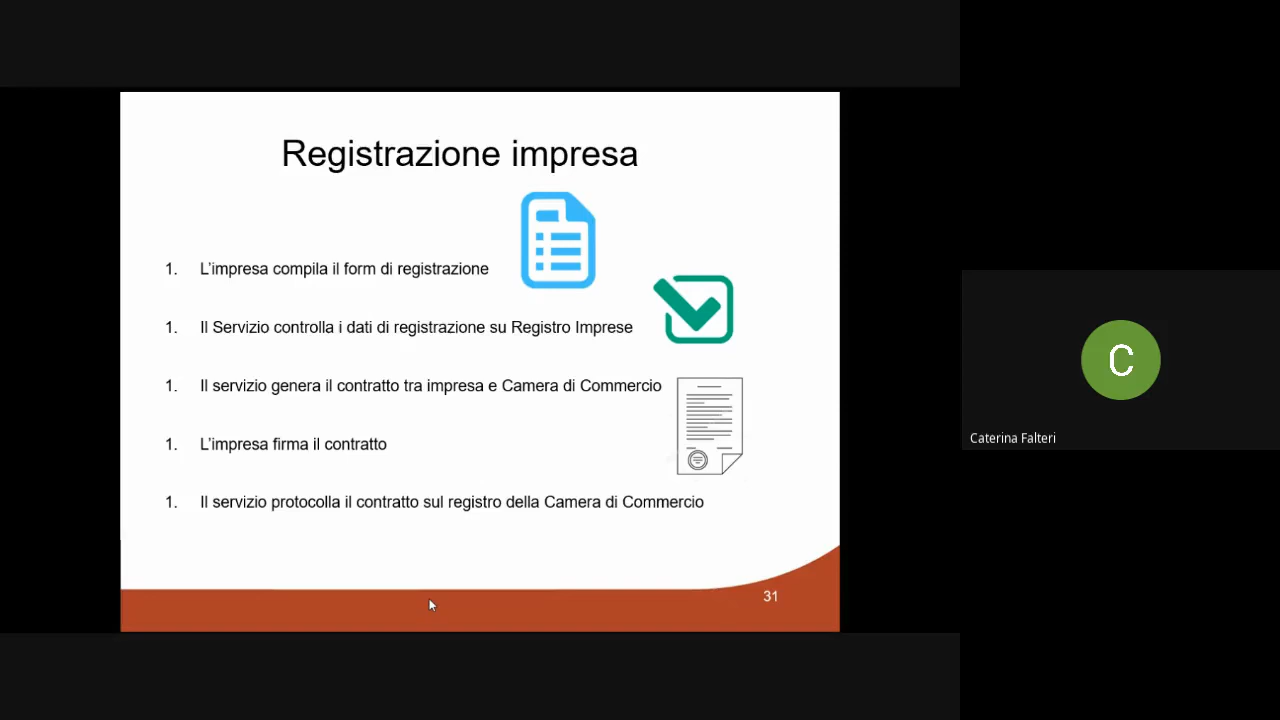 Registrazione impresa
1. L'impresa compila il form di registrazione
1. Il Servizio controlla i dati di registrazione su Registro Imprese
1. Il servizio genera il contratto tra impresa e Camera di Commercio
1. L'impresa firma il contratto
1. Il servizio protocolla il contratto sul registro della Camera di Commercio
31
C
Caterina Falteri